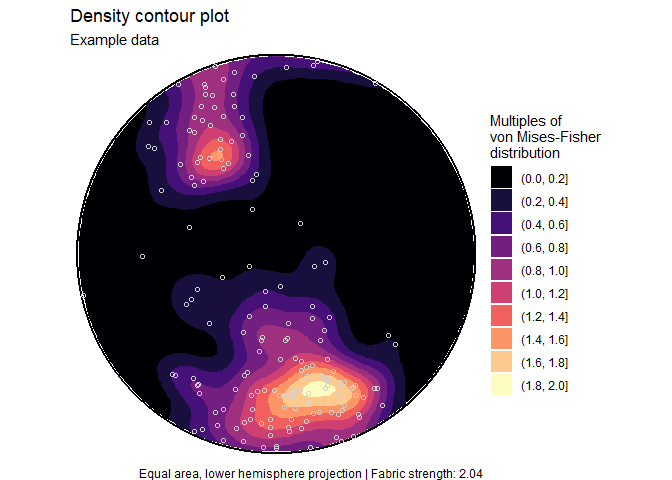 Density contour plot
Example data
Multiples of
von Mises-Fisher
distribution
(0.0, 0.2]
(0.2, 0.4]
(0.4, 0.6]
(0.6, 0.8]
(0.8, 1.0]
(1.0, 1.2]
(1.2, 1.4]
(1.4, 1.6]
(1.6, 1.8]
(1.8, 2.0]
Equal area, lower hemisphere projection | Fabric strength: 2.04